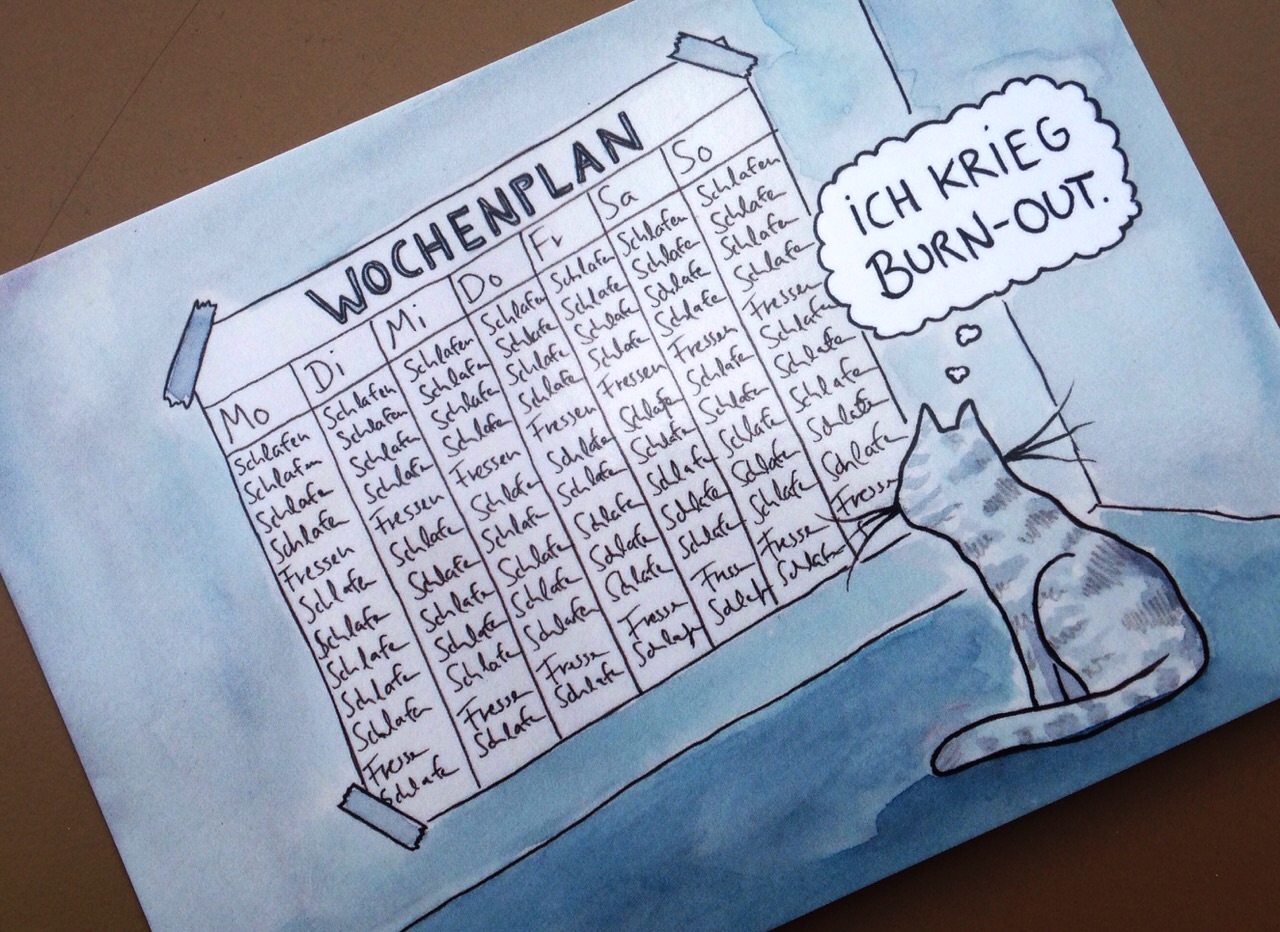 WOCHENPLAN
Mo Di Mi Do Fr Sa So
Schlafen Schlafen Schlafen Schlafen Schlafen Schlafen Schlafen
Schlafen Schlafen Schlafen Schlafen Schlafen Schlafen Schlafen
Schlafen Schlafen Schlafen Schlafen Schlafen Schlafen Schlafen
Schlafen Schlafen Schlafen Schlafen Schlafen Schlafen Schlafen
Fressen Fressen Fressen Fressen Fressen Fressen Fressen
Schlafen Schlafen Schlafen Schlafen Schlafen Schlafen Schlafen
Schlafen Schlafen Schlafen Schlafen Schlafen Schlafen Schlafen
Schlafen Schlafen Schlafen Schlafen Schlafen Schlafen Schlafen
Schlafen Schlafen Schlafen Schlafen Schlafen Schlafen Schlafen
Schlafen Schlafen Schlafen Schlafen Schlafen Schlafen Schlafen
Fressen Fressen Fressen Fressen Fressen Fressen Fressen
Schlafen Schlafen Schlafen Schlafen Schlafen Schlafen
iCH KRiEG
BURN-OUT.